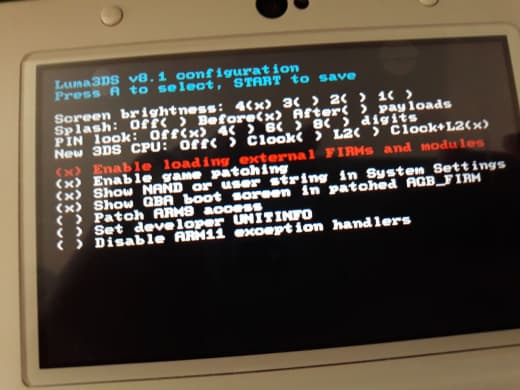 Luma3DS v8.1 configuration
Press A to select, START to save
Screen brightness: 4(x) 3( ) 2( ) 1( )
Splash: Off( ) Before(x) After( ) payloads
PIN lock: Off(x) 4( ) 6( ) 8( ) digits
New 3DS CPU: Off( ) Clock( ) L2( ) Clock+L2(x)
(x) Enable loading external FIRMs and modules
(x) Enable game patching
(x) Show NAND or user string in System Settings
(x) Show GBA boot screen in patched AGB_FIRM
( ) Patch ARM9 access
( ) Set developer UNITINFO
( ) Disable ARM11 exception handlers